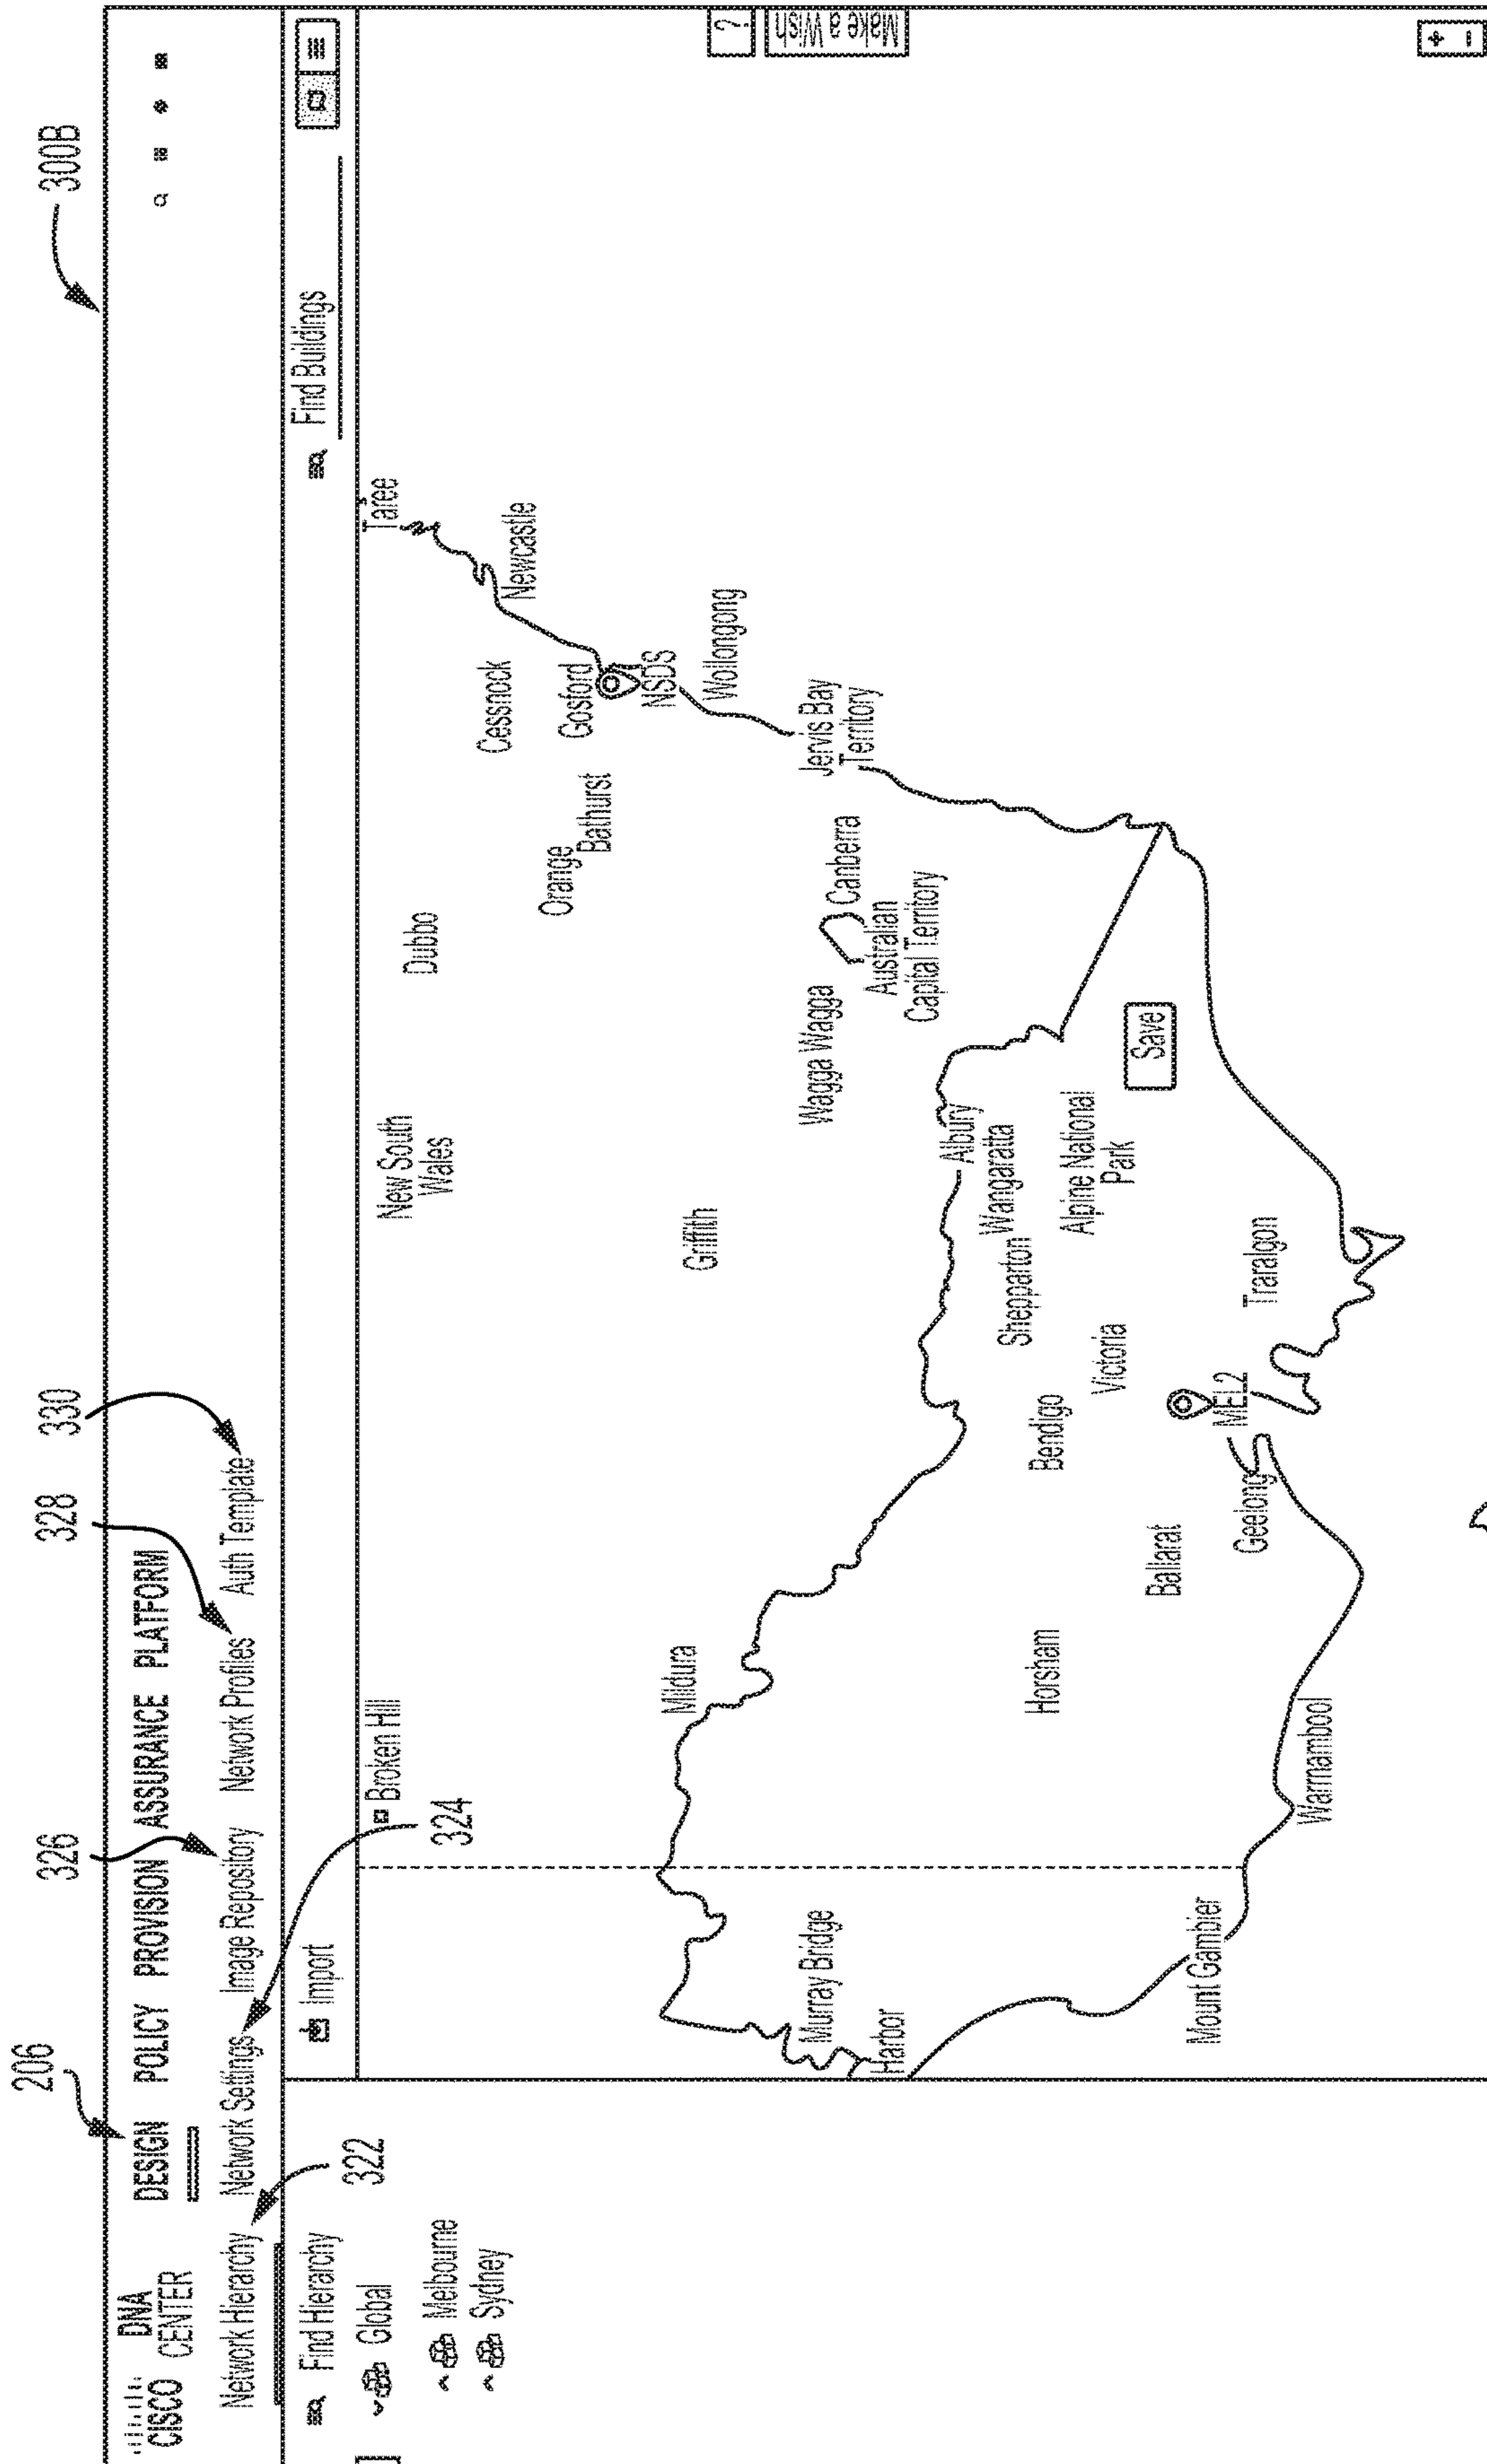 300B
206
326
328
330
CISCO DNA CENTER
DESIGN POLICY PROVISION ASSURANCE PLATFORM
Network Hierarchy Network Settings Image Repository Network Profiles Auth Template
322
324
Find Hierarchy
Import
Find Buildings
Global
Melbourne
Sydney
Broken Hill
New South
Wales
Dubbo
Taree
Cessnock
Newcastle
Orange
Bathurst
Gosford
NSDS
Mildura
Griffith
Wollongong
?
Make a Wish
Murray Bridge
Wagga Wagga
Canberra
Jervis Bay
Territory
Harbor
Australian
Capital Territory
Albury
Wangaratta
Shepparton
Horsham
Bendigo
Alpine National
Park
Victoria
Save
Ballarat
Mount Gambier
MEL2
Geelong
Traralgon
Warrnambool
+
-